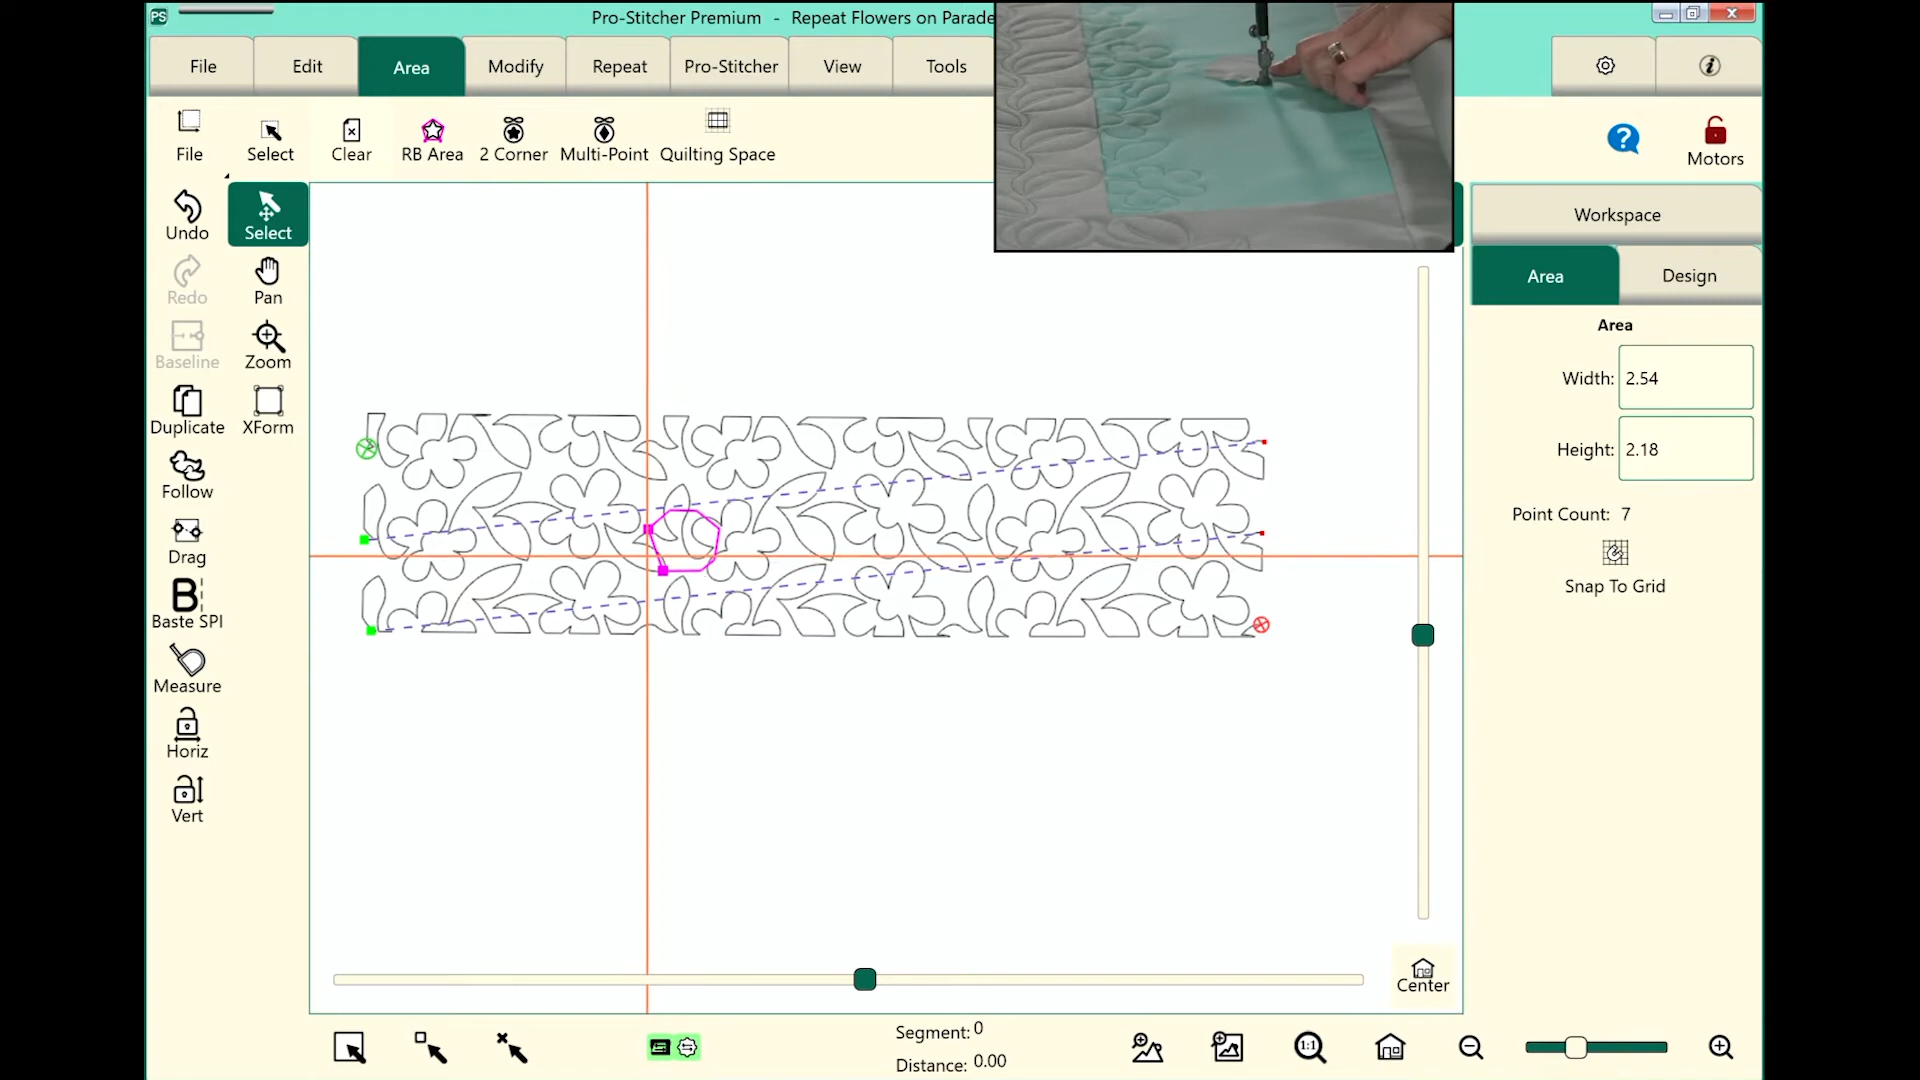 PS
Pro-Stitcher Premium - Repeat Flowers on Parade
File
Edit
Area
Modify
Repeat
Pro-Stitcher
View
Tools
File
Select
Clear
RB Area
2 Corner
Multi-Point
Quilting Space
Motors
Undo
Select
Redo
Pan
Baseline
Zoom
Duplicate
XForm
Follow
Drag
B
Baste SPI
Measure
Horiz
Vert
Workspace
Area
Design
Area
Width: 2.54
Height: 2.18
Point Count: 7
Snap To Grid
Center
Segment: 0
Distance: 0.00
1:1